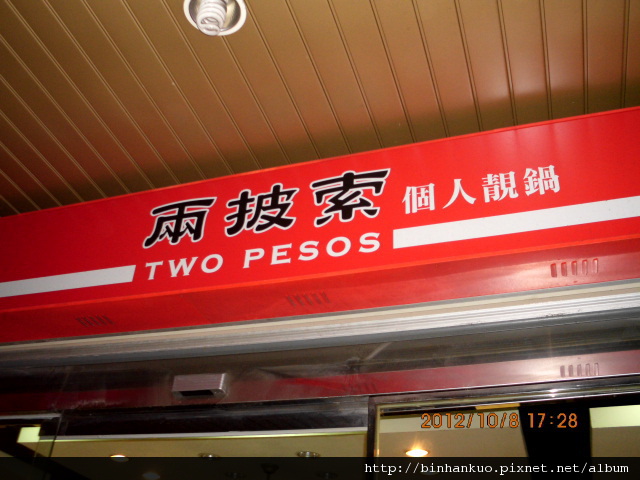 兩披索 個人靚鍋
TWO PESOS
2012/10/8 17:28
http://binhankuo.pixnet.net/album